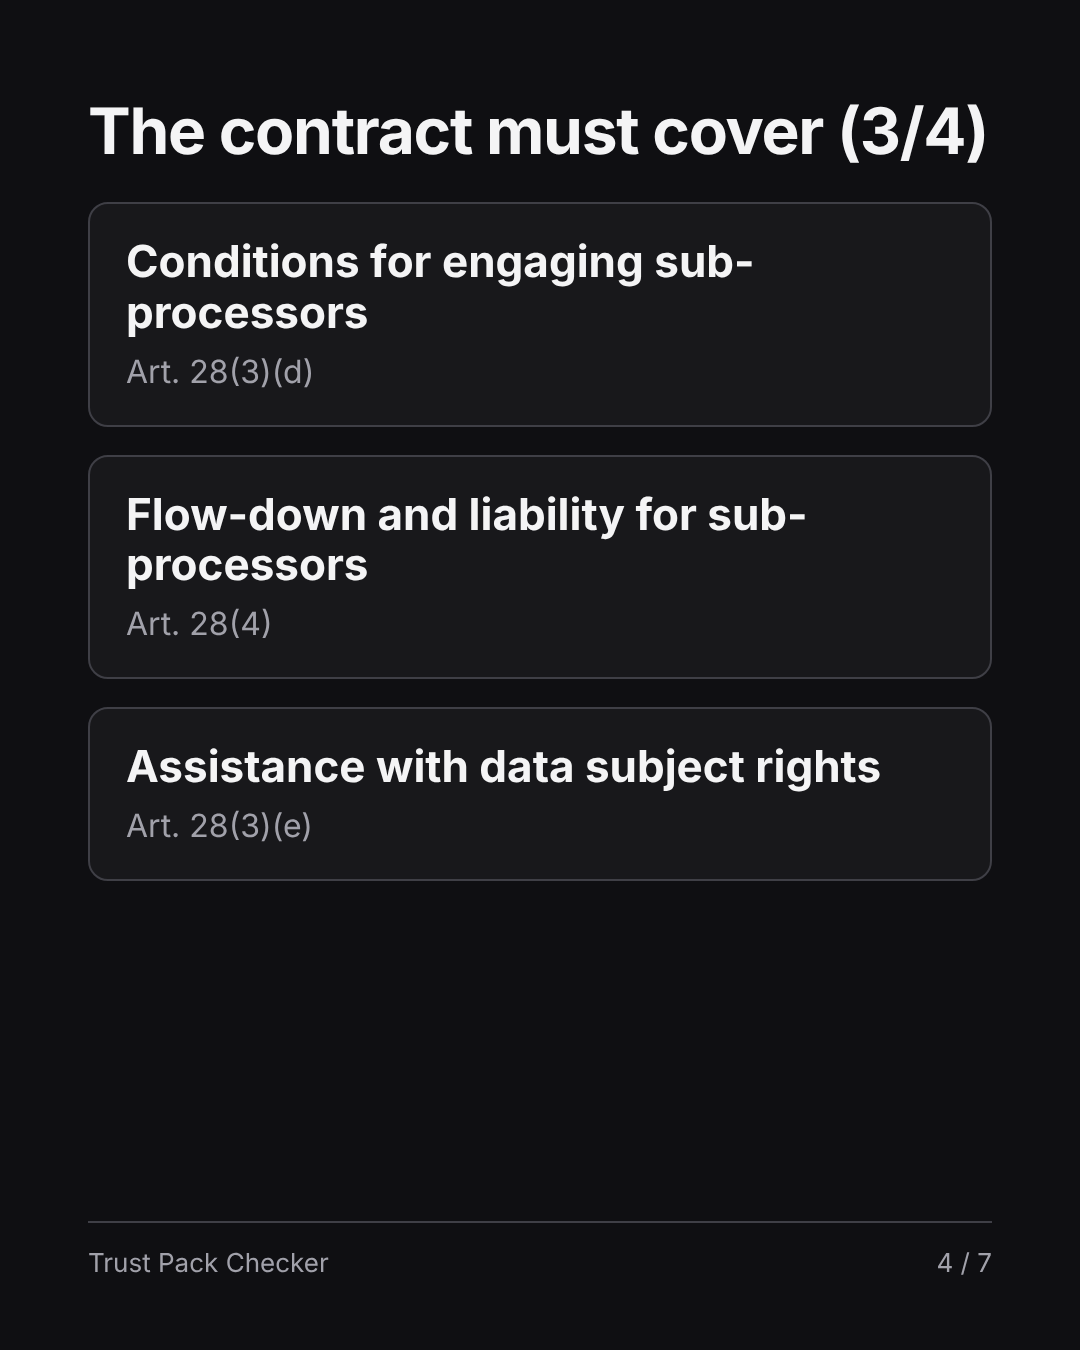 The contract must cover (3/4)
Conditions for engaging sub-
processors
Art. 28(3)(d)
Flow-down and liability for sub-
processors
Art. 28(4)
Assistance with data subject rights
Art. 28(3)(e)
Trust Pack Checker
4 / 7